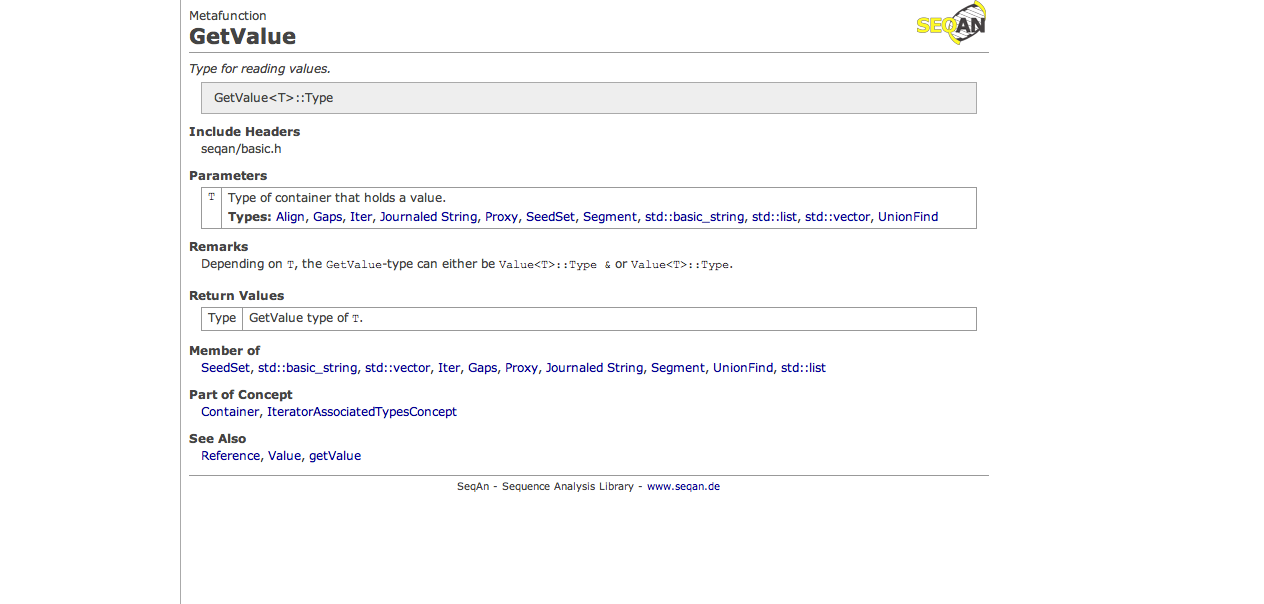 Metafunction
SEQAN
GetValue
Type for reading values.
GetValue<T>::Type
Include Headers
seqan/basic.h
Parameters
T Type of container that holds a value.
Types: Align, Gaps, Iter, Journaled String, Proxy, SeedSet, Segment, std::basic_string, std::list, std::vector, UnionFind
Remarks
Depending on T, the GetValue-type can either be Value<T>::Type & or Value<T>::Type.
Return Values
Type GetValue type of T.
Member of
SeedSet, std::basic_string, std::vector, Iter, Gaps, Proxy, Journaled String, Segment, UnionFind, std::list
Part of Concept
Container, IteratorAssociatedTypesConcept
See Also
Reference, Value, getValue
SeqAn - Sequence Analysis Library - www.seqan.de